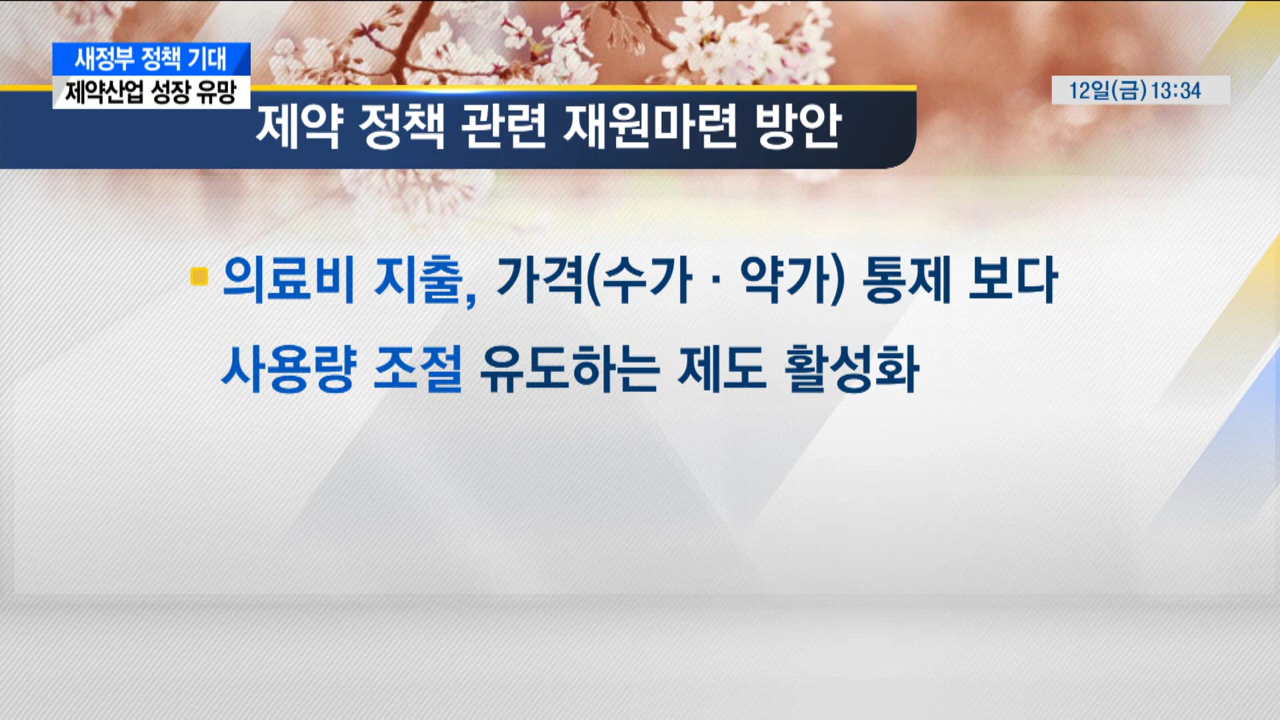 새정부 정책 기대
제약산업 성장 유망
12일(금)13:34
제약 정책 관련 재원마련 방안
의료비 지출, 가격(수가 · 약가) 통제 보다
사용량 조절 유도하는 제도 활성화